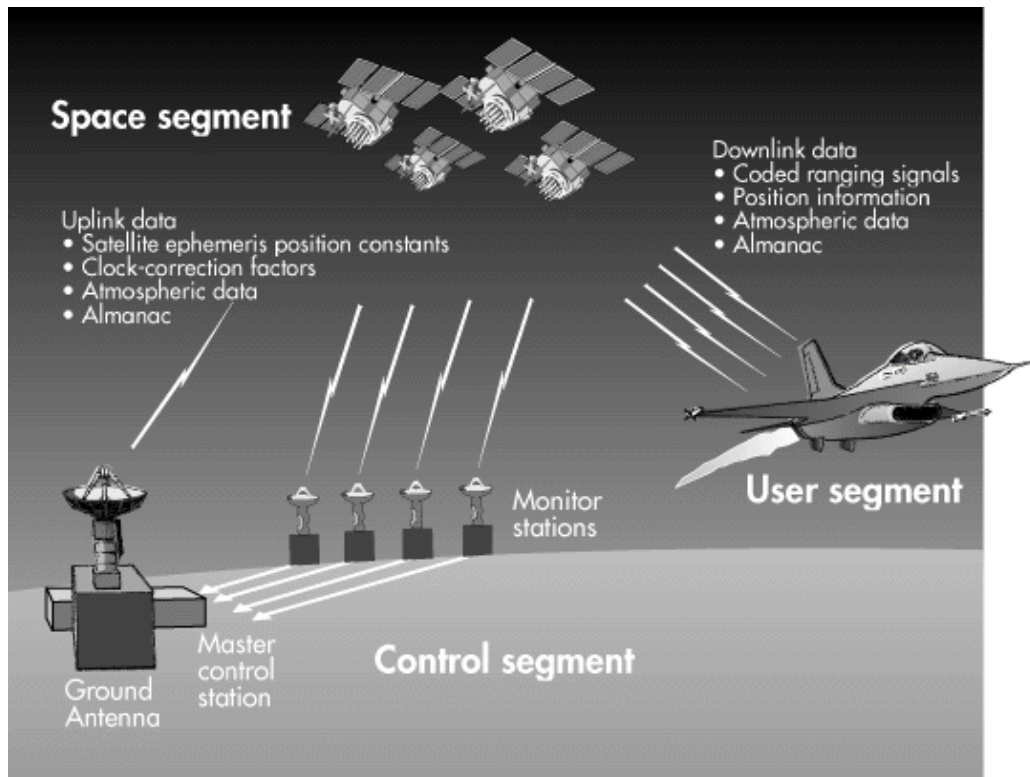 Space segment
Downlink data
• Coded ranging signals
• Position information
• Atmospheric data
• Almanac
Uplink data
• Satellite ephemeris position constants
• Clock-correction factors
• Atmospheric data
• Almanac
User segment
Monitor
stations
Master
control
station
Control segment
Ground
Antenna